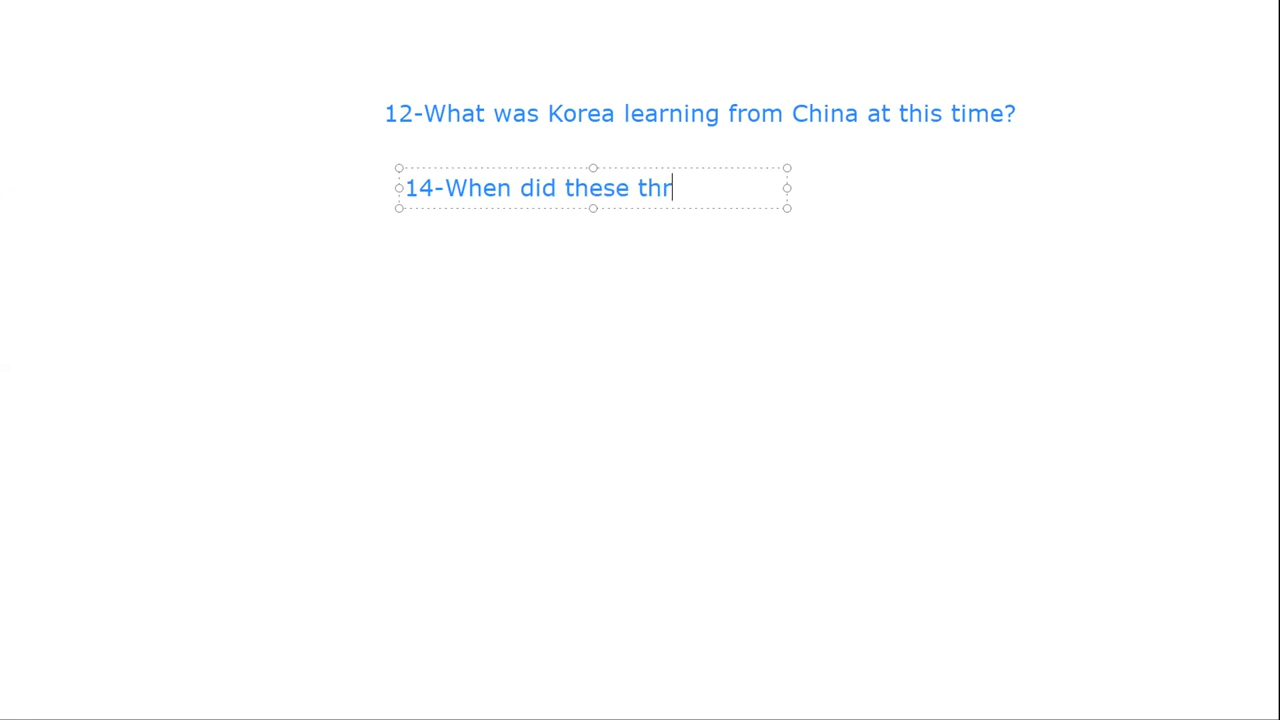 12-What was Korea learning from China at this time?
14-When did these thr